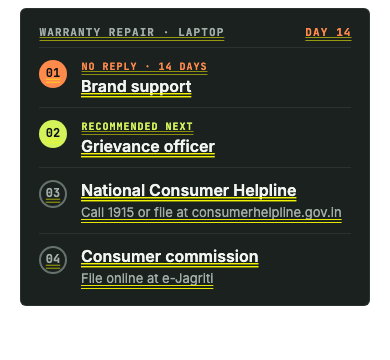 WARRANTY REPAIR · LAPTOP DAY 14
01 NO REPLY · 14 DAYS
Brand support
02 RECOMMENDED NEXT
Grievance officer
03 National Consumer Helpline
Call 1915 or file at consumerhelpline.gov.in
04 Consumer commission
File online at e-Jagriti